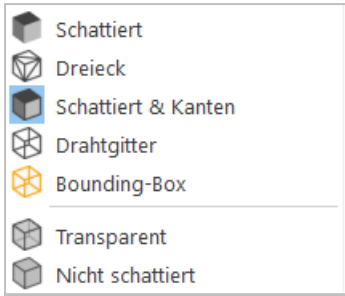 Schattiert
Dreieck
Schattiert & Kanten
Drahtgitter
Bounding-Box
Transparent
Nicht schattiert